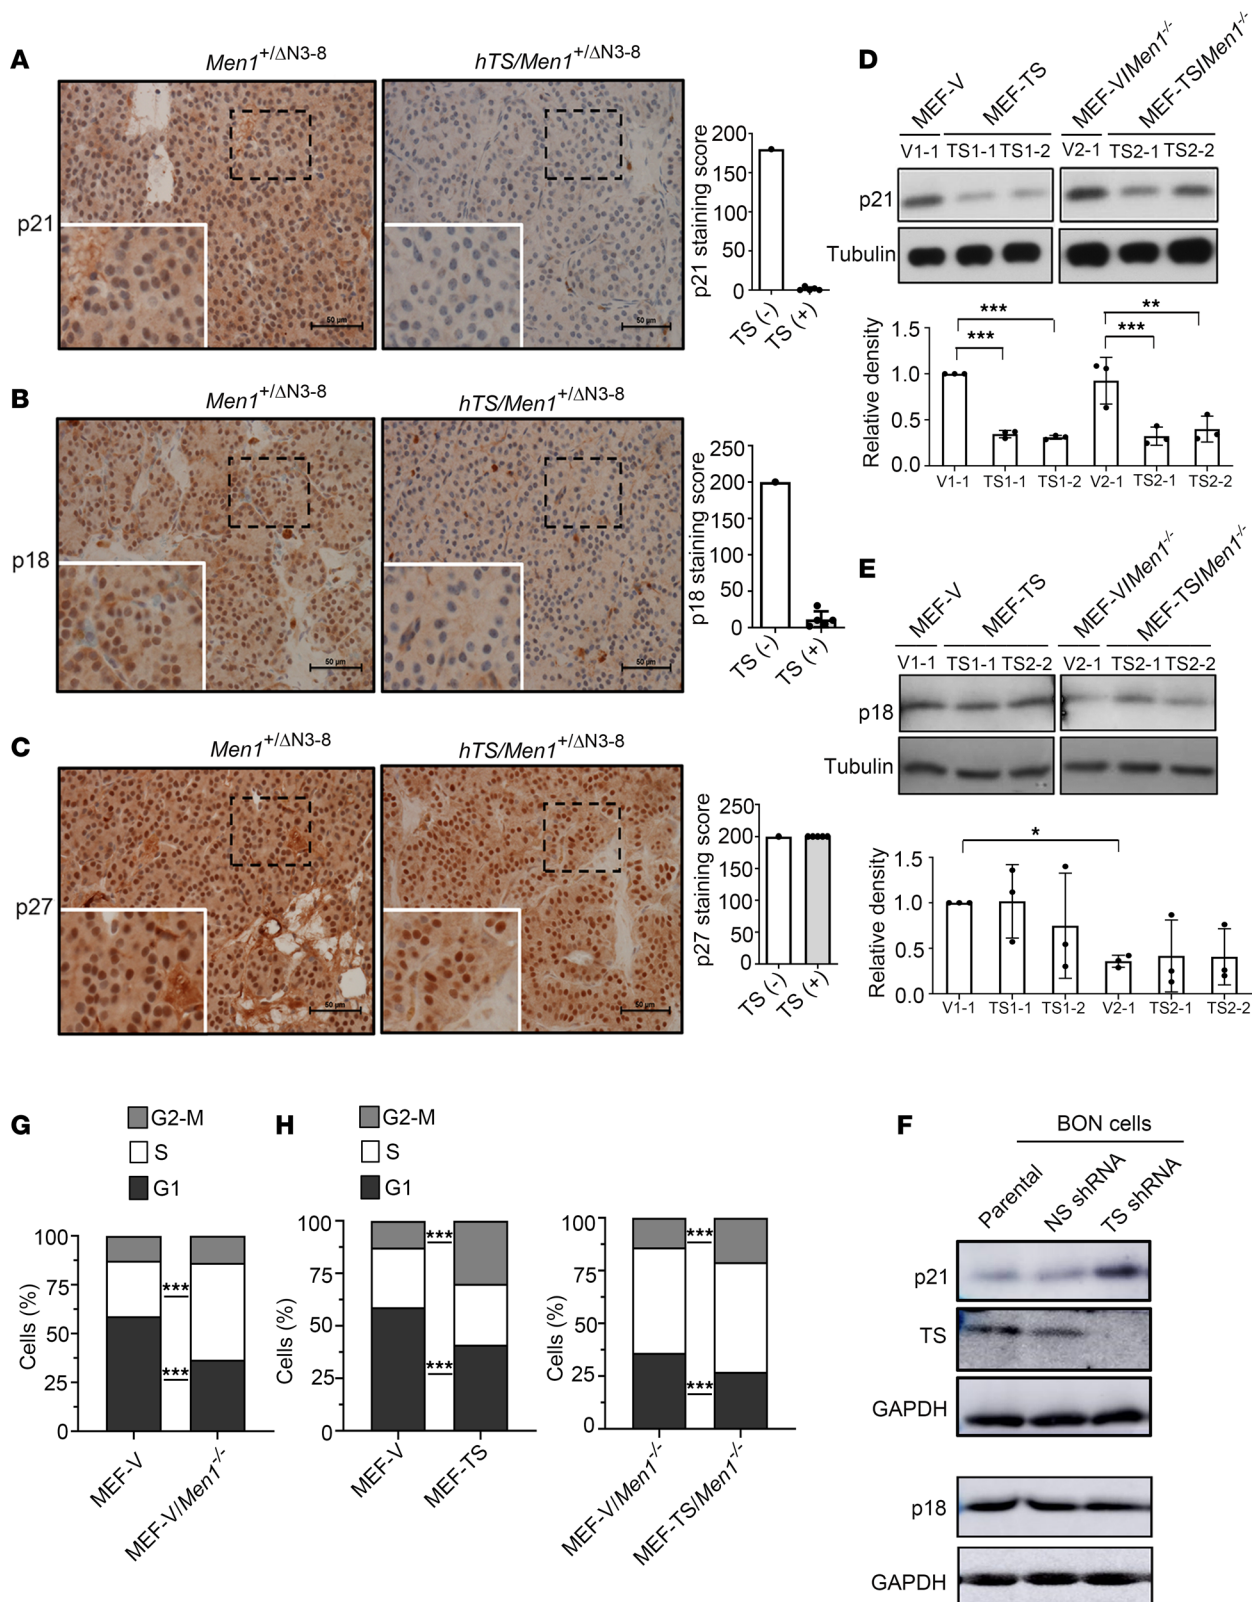 A
Men1+/ΔN3-8
hTS/Men1+/ΔN3-8
p21
50 µm
50 µm
p21 staining score
200
150
100
50
0
TS (-)
TS (+)
B
Men1+/ΔN3-8
hTS/Men1+/ΔN3-8
p18
50 µm
50 µm
p18 staining score
250
200
150
100
50
0
TS (-)
TS (+)
C
Men1+/ΔN3-8
hTS/Men1+/ΔN3-8
p27
50 µm
50 µm
p27 staining score
250
200
150
100
50
0
TS (-)
TS (+)
D
MEF-V
MEF-TS
MEF-V/Men1-/-
MEF-TS/Men1-/-
V1-1 TS1-1 TS1-2 V2-1 TS2-1 TS2-2
p21
Tubulin
Relative density
1.5
1.0
0.5
0.0
***
***
**
***
V1-1 TS1-1 TS1-2 V2-1 TS2-1 TS2-2
E
MEF-V
MEF-TS
MEF-V/Men1-/-
MEF-TS/Men1-/-
V1-1 TS1-1 TS2-2 V2-1 TS2-1 TS2-2
p18
Tubulin
Relative density
1.5
1.0
0.5
0.0
*
V1-1 TS1-1 TS1-2 V2-1 TS2-1 TS2-2
G
G2-M
S
G1
Cells (%)
100
75
50
25
0
***
***
MEF-V
MEF-V/Men1-/-
H
G2-M
S
G1
Cells (%)
100
75
50
25
0
***
***
MEF-V
MEF-TS
100
75
50
25
0
***
***
MEF-V/Men1-/-
MEF-TS/Men1-/-
F
BON cells
Parental
NS shRNA
TS shRNA
p21
TS
GAPDH
p18
GAPDH